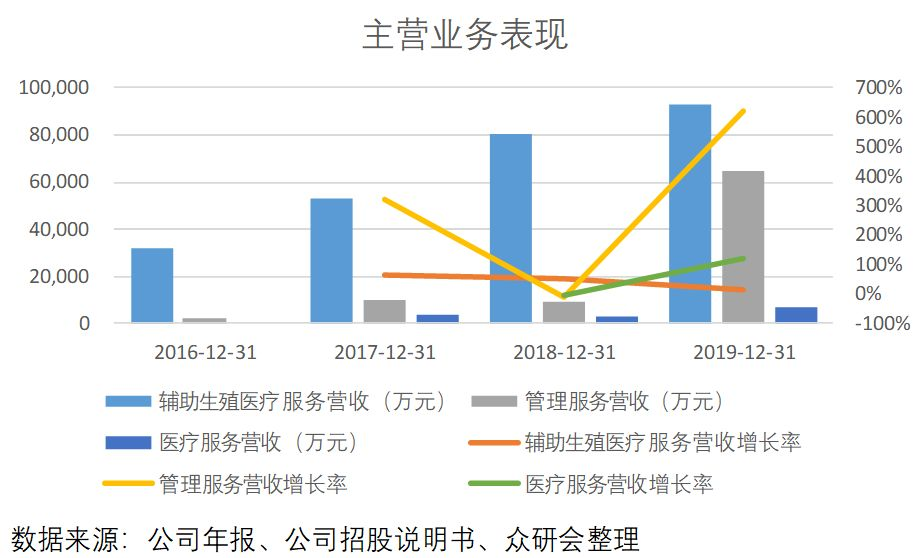 主营业务表现
100,000 700%
80,000 600%
60,000 500%
40,000 400%
20,000 300%
0 200%
100%
0%
-100%
2016-12-31 2017-12-31 2018-12-31 2019-12-31
辅助生殖医疗服务营收（万元） 管理服务营收（万元）
医疗服务营收（万元） 辅助生殖医疗服务营收增长率
管理服务营收增长率 医疗服务营收增长率
数据来源：公司年报、公司招股说明书、众研会整理